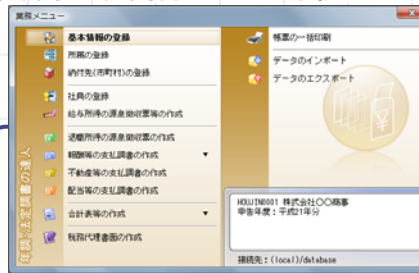 業務メニュー
基本情報の登録
所轄の登録
納付先(市町村)の登録
社員の登録
給与所得の源泉徴収票等の作成
退職所得の源泉徴収票の作成
報酬等の支払調書の作成
不動産等の支払調書の作成
配当等の支払調書の作成
合計表等の作成
税務代理書面の作成
年調・法定調書の達人
帳票の一括印刷
データのインポート
データのエクスポート
HOUJIN0001 株式会社〇〇商事
申告年度：平成21年分
接続先：(local)/database